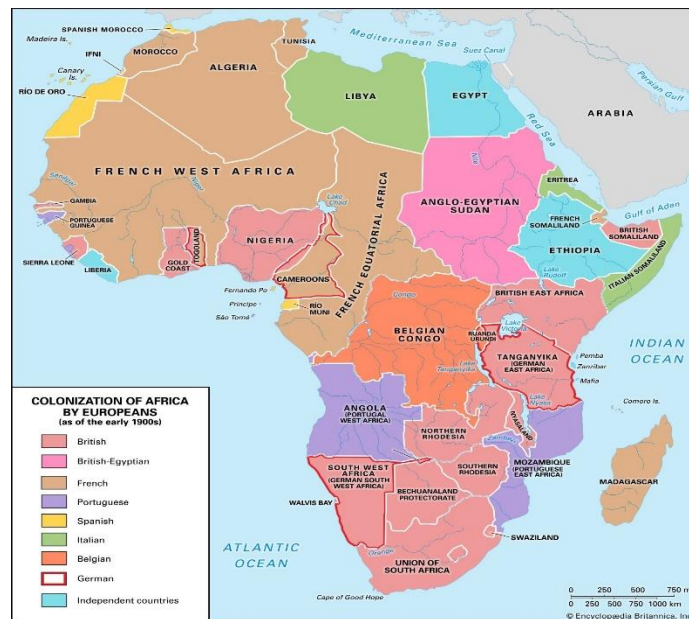 SPANISH MOROCCO
Madeira Is.
MOROCCO
TUNISIA
Mediterranean Sea
Suez Canal
IFNI
Canary
Is.
ALGERIA
Persian Gulf
RÍO DE ORO
LIBYA
EGYPT
ARABIA
Red
Sea
FRENCH WEST AFRICA
Nile
Senegal
Niger
Lake
Chad
ERITREA
GAMBIA
ANGLO-EGYPTIAN
SUDAN
FRENCH
SOMALILAND
Gulf of Aden
PORTUGUESE
GUINEA
FRENCH EQUATORIAL AFRICA
BRITISH
SOMALILAND
NIGERIA
SIERRA LEONE
GOLD
COAST
TOGOLAND
ETHIOPIA
LIBERIA
ITALIAN SOMALILAND
CAMEROONS
Lake
Rudolf
Fernando Po
BRITISH EAST AFRICA
Príncipe
RÍO
MUNI
Congo
São Tomé
BELGIAN
CONGO
Lake
Victoria
RUANDA
URUNDI
INDIAN
OCEAN
TANGANYIKA
(GERMAN
EAST AFRICA)
Pemba
Zanzibar
Lake
Tanganyika
Mafia
Lake
Nyasa
COLONIZATION OF AFRICA
BY EUROPEANS
(as of the early 1900s)
British
British-Egyptian
French
Portuguese
Spanish
Italian
Belgian
German
Independent countries
ANGOLA
(PORTUGAL
WEST AFRICA)
Comoro Is.
NORTHERN
RHODESIA
NYASALAND
Zambezi
SOUTH WEST
AFRICA
(GERMAN SOUTH
WEST AFRICA)
SOUTHERN
RHODESIA
MOZAMBIQUE
(PORTUGUESE
EAST AFRICA)
MADAGASCAR
BECHUANALAND
PROTECTORATE
WALVIS BAY
SWAZILAND
ATLANTIC
OCEAN
Orange
UNION OF
SOUTH AFRICA
Cape of Good Hope
0 250 500 750 m
0 250 500 750 1000 km
© Encyclopædia Britannica, Inc